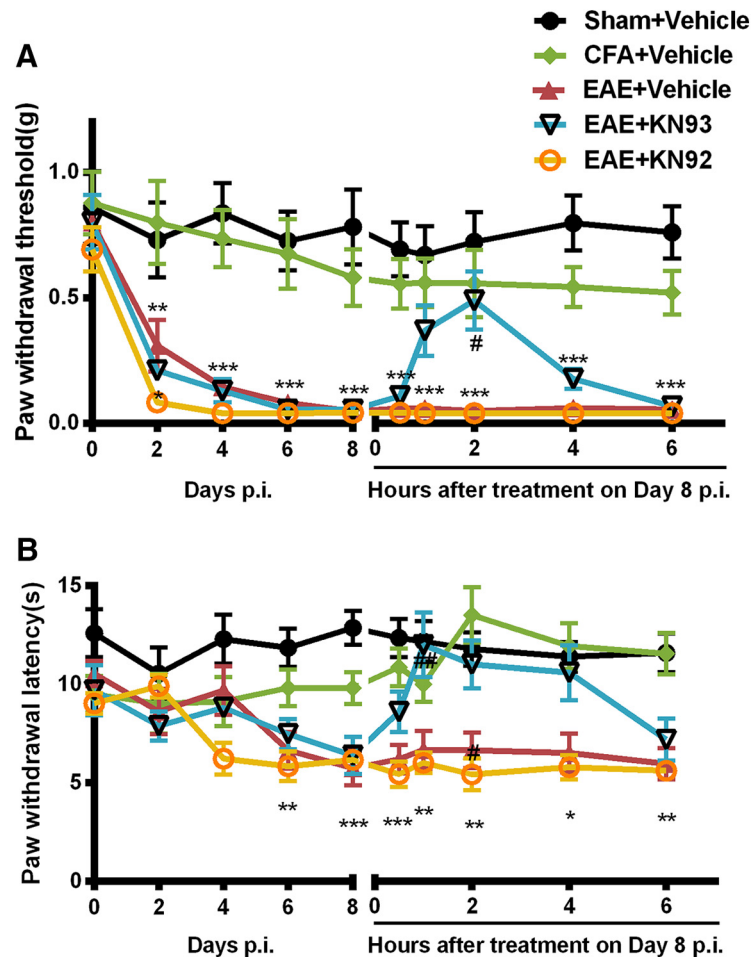 Sham+Vehicle
A
CFA+Vehicle
EAE+Vehicle
EAE+KN93
EAE+KN92
Paw withdrawal threshold(g)
1.0
0.5
0.0
**
***
***
***
***
***
***
***
***
*
#
0 2 4 6 8 0 2 4 6
Days p.i.
Hours after treatment on Day 8 p.i.
B
Paw withdrawal latency(s)
15
10
5
0
##
#
**
***
***
**
**
*
**
0 2 4 6 8 0 2 4 6
Days p.i.
Hours after treatment on Day 8 p.i.